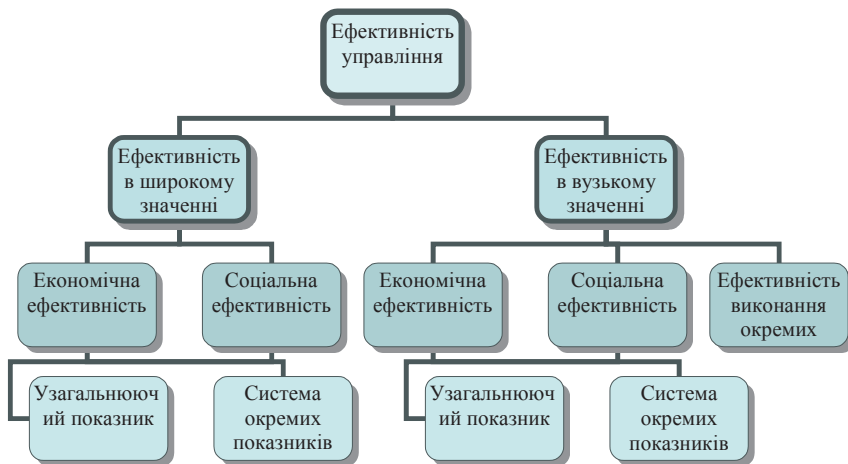 Ефективність
управління
Ефективність
в широкому
значенні
Ефективність
в вузькому
значенні
Економічна
ефективність
Соціальна
ефективність
Економічна
ефективність
Соціальна
ефективність
Ефективність
виконання
окремих
Узагальнююч
ий показник
Система
окремих
показників
Узагальнююч
ий показник
Система
окремих
показників